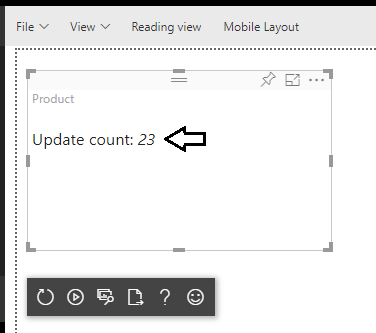 File View Reading view Mobile Layout
Product
Update count: 23
?